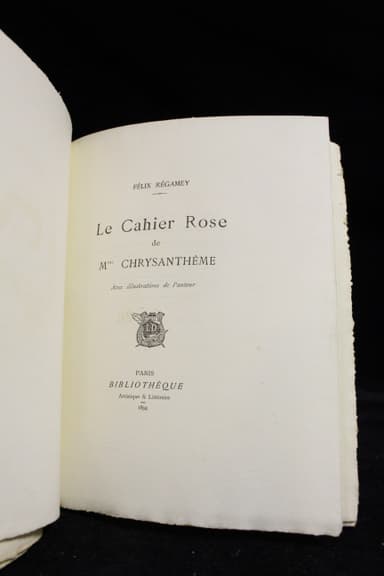 FÉLIX RÉGAMEY
Le Cahier Rose
de
Mme CHRYSANTHÈME
Avec illustrations de l'auteur
PARIS
BIBLIOTHÈQUE
Artistique & Littéraire
1894